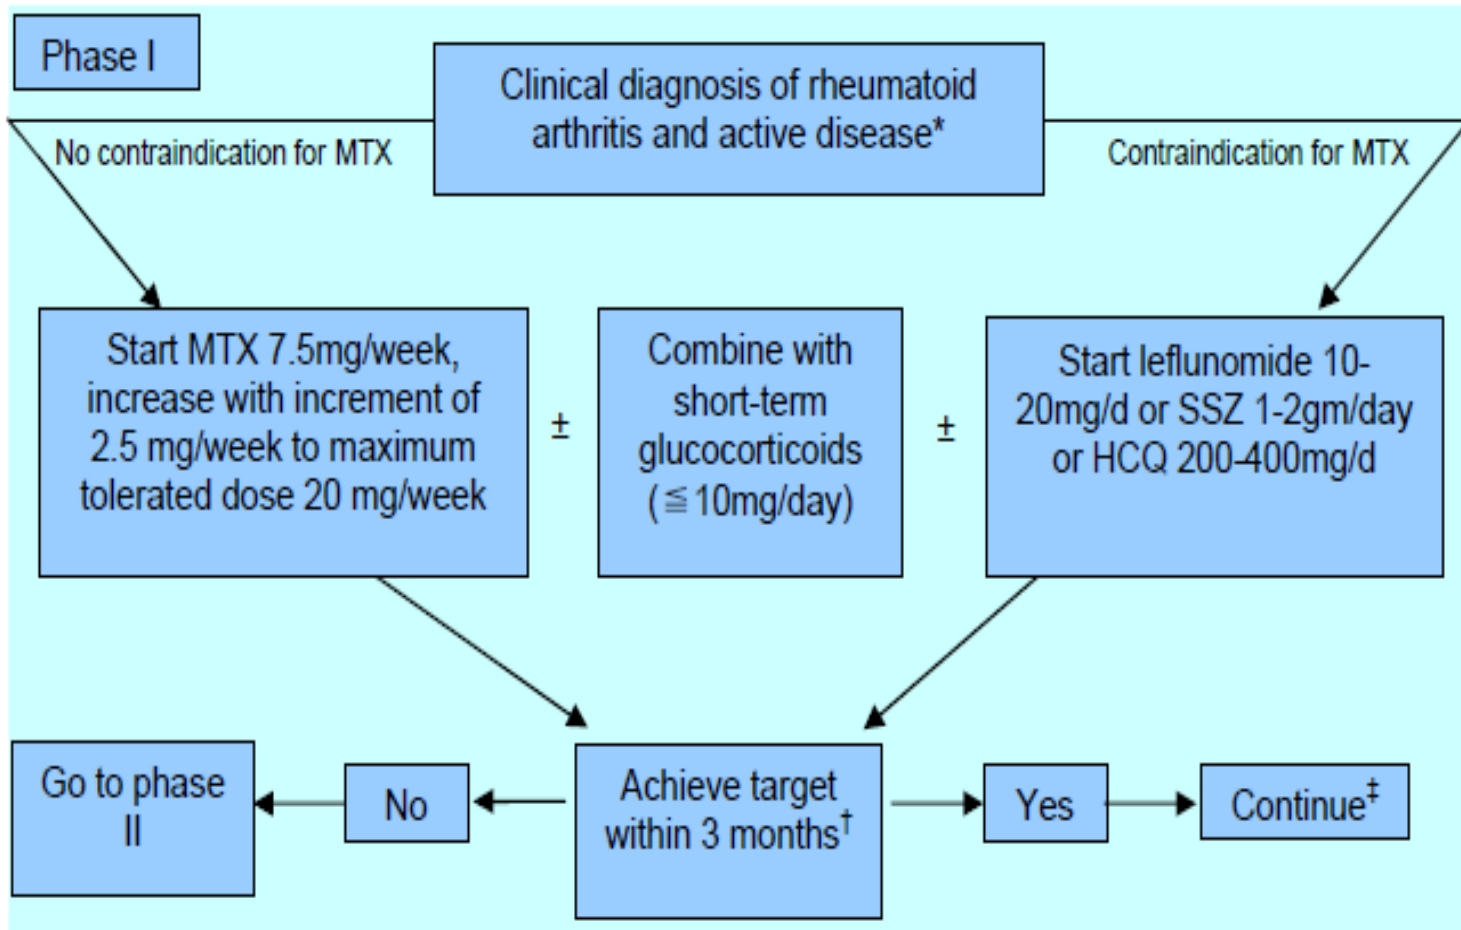 Phase I
Clinical diagnosis of rheumatoid
arthritis and active disease*
No contraindication for MTX
Contraindication for MTX
Start MTX 7.5mg/week,
increase with increment of
2.5 mg/week to maximum
tolerated dose 20 mg/week
±
Combine with
short-term
glucocorticoids
(≦10mg/day)
±
Start leflunomide 10-
20mg/d or SSZ 1-2gm/day
or HCQ 200-400mg/d
Go to phase
II
No
Achieve target
within 3 months†
Yes
Continue‡